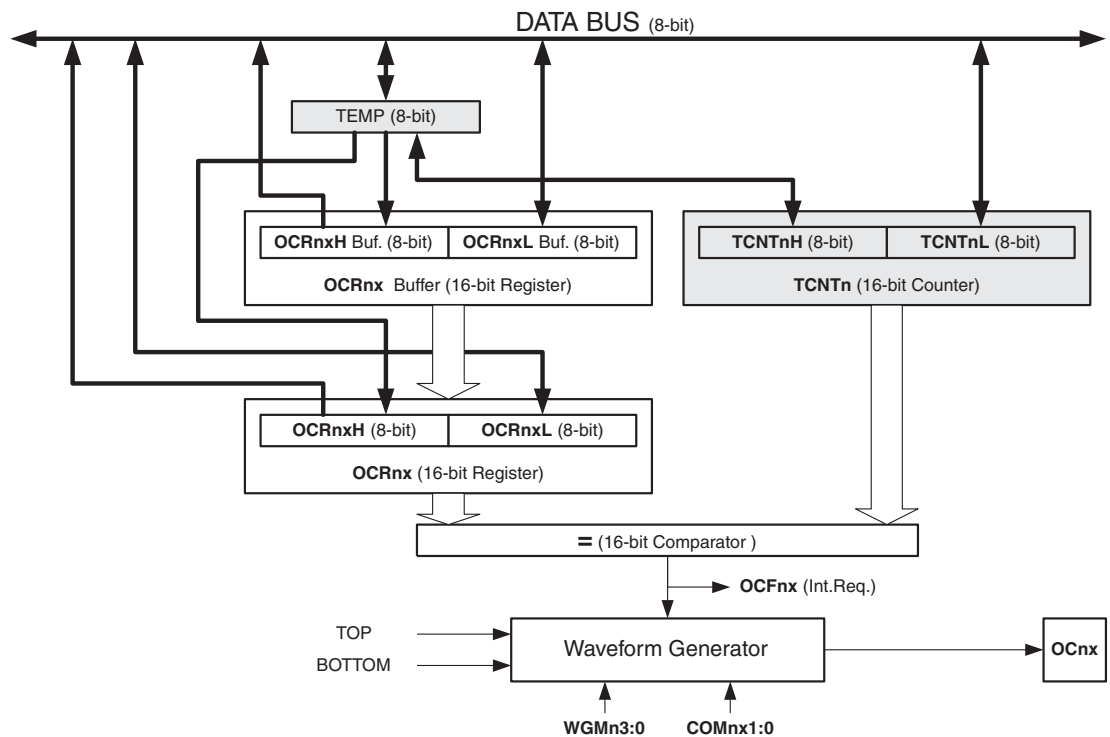 DATA BUS (8-bit)
TEMP (8-bit)
OCRnxH Buf. (8-bit) OCRnxL Buf. (8-bit)
OCRnx Buffer (16-bit Register)
TCNTnH (8-bit) TCNTnL (8-bit)
TCNTn (16-bit Counter)
OCRnxH (8-bit) OCRnxL (8-bit)
OCRnx (16-bit Register)
= (16-bit Comparator )
OCFnx (Int.Req.)
TOP
BOTTOM
Waveform Generator
OCnx
WGMn3:0 COMnx1:0